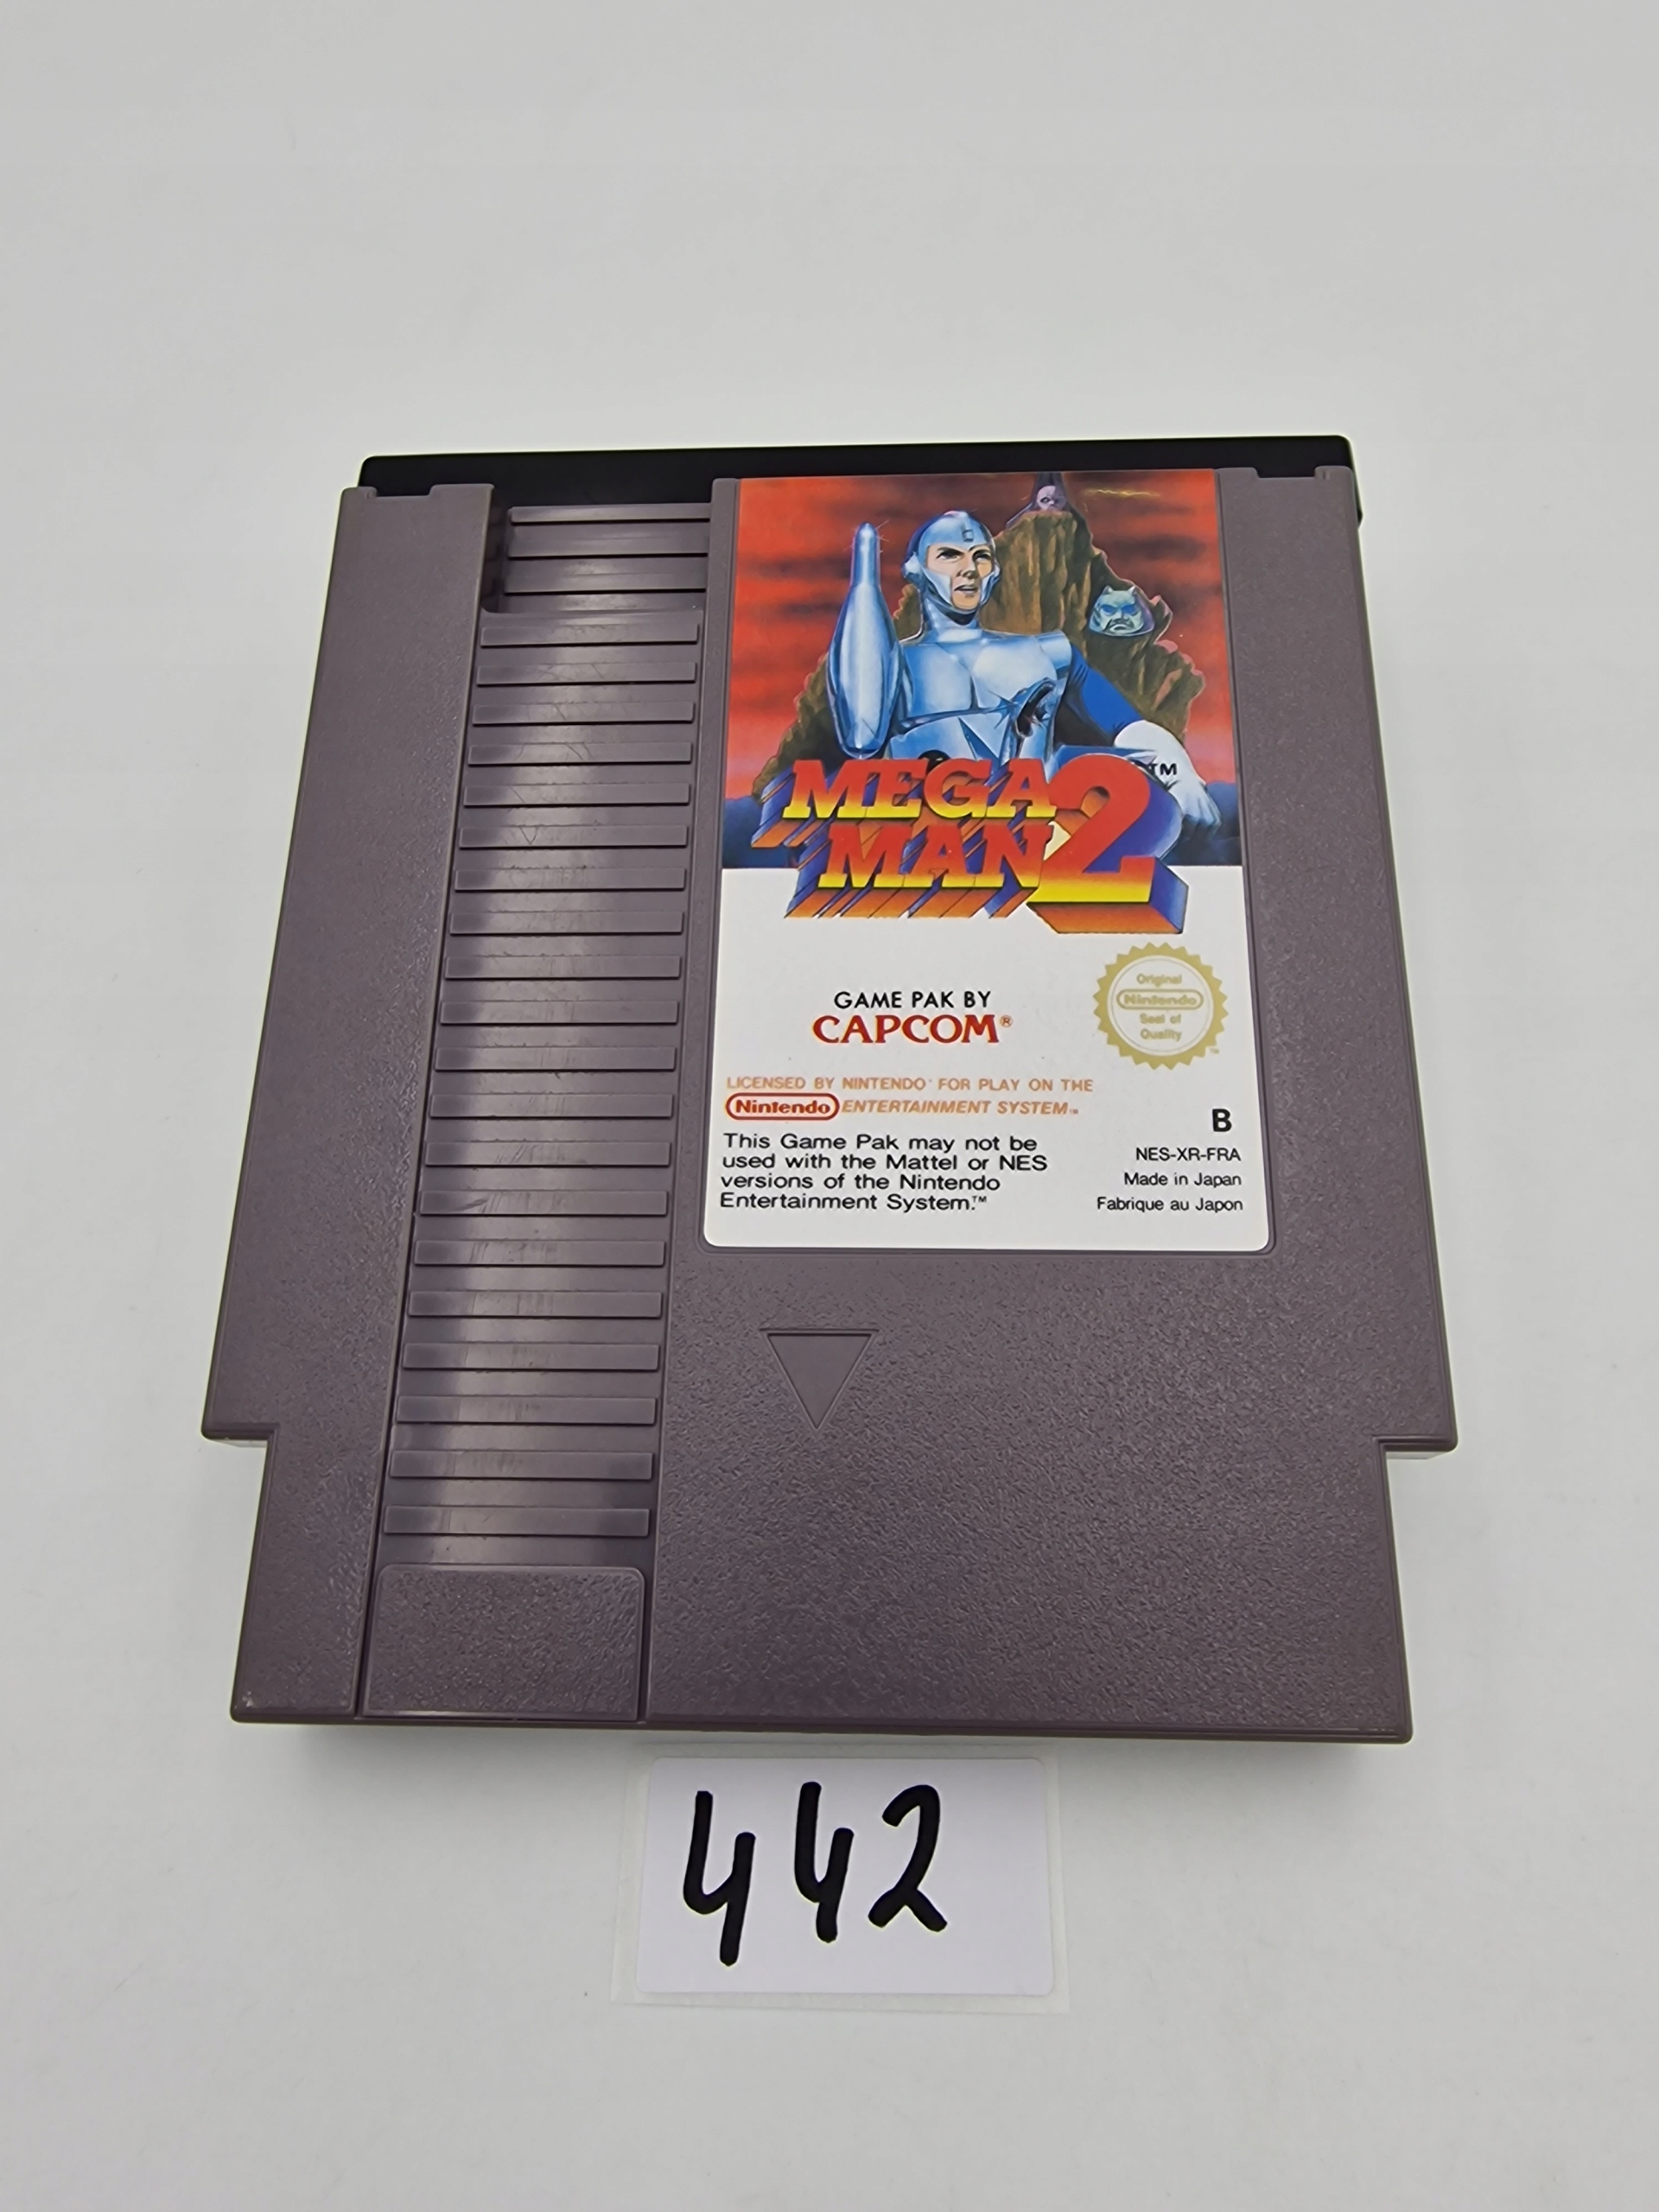 MEGA
MAN 2 ™
GAME PAK BY
CAPCOM®
Original
Nintendo
Seal of
Quality
™
LICENSED BY NINTENDO® FOR PLAY ON THE
Nintendo ENTERTAINMENT SYSTEM™
B
This Game Pak may not be
used with the Mattel or NES
versions of the Nintendo
Entertainment System.™
NES-XR-FRA
Made in Japan
Fabrique au Japon
442